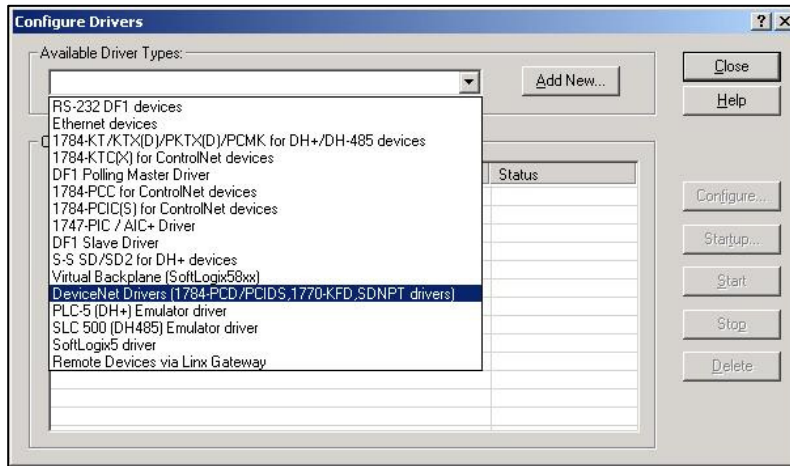 Configure Drivers
Available Driver Types:
Add New...
Close
Help
RS-232 DF1 devices
Ethernet devices
1784-KT/KTX(D)/PKTX(D)/PCMK for DH+/DH-485 devices
1784-KTC(X) for ControlNet devices
DF1 Polling Master Driver
1784-PCC for ControlNet devices
1784-PCIC(S) for ControlNet devices
1747-PIC / AIC+ Driver
DF1 Slave Driver
S-S SD/SD2 for DH+ devices
Virtual Backplane (SoftLogix58xx)
DeviceNet Drivers (1784-PCD/PCIDS,1770-KFD,SDNPT drivers)
PLC-5 (DH+) Emulator driver
SLC 500 (DH485) Emulator driver
SoftLogix5 driver
Remote Devices via Linx Gateway
Status
Configure...
Startup...
Start
Stop
Delete